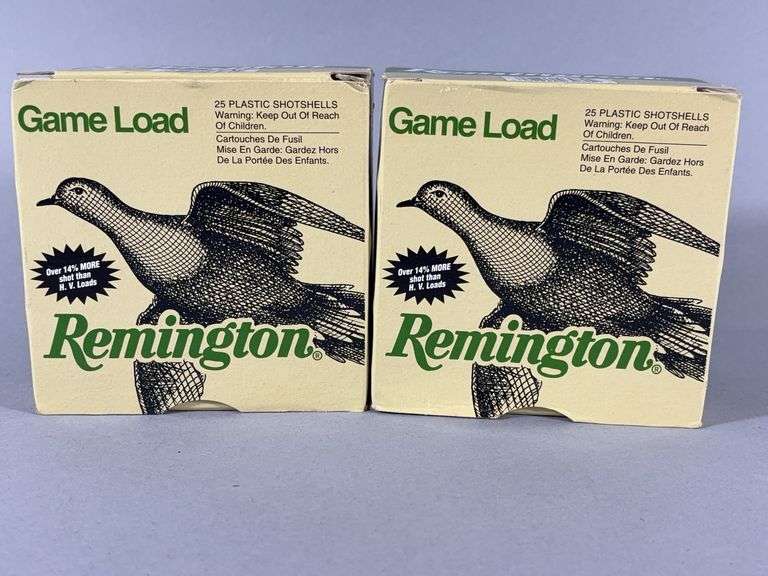 Game Load
25 PLASTIC SHOTSHELLS
Warning: Keep Out Of Reach
Of Children.
Cartouches De Fusil
Mise En Garde: Gardez Hors
De La Portée Des Enfants.
Over 14% MORE
shot than
H. V. Loads
Remington®
Game Load
25 PLASTIC SHOTSHELLS
Warning: Keep Out Of Reach
Of Children.
Cartouches De Fusil
Mise En Garde: Gardez Hors
De La Portée Des Enfants.
Over 14% MORE
shot than
H. V. Loads
Remington®